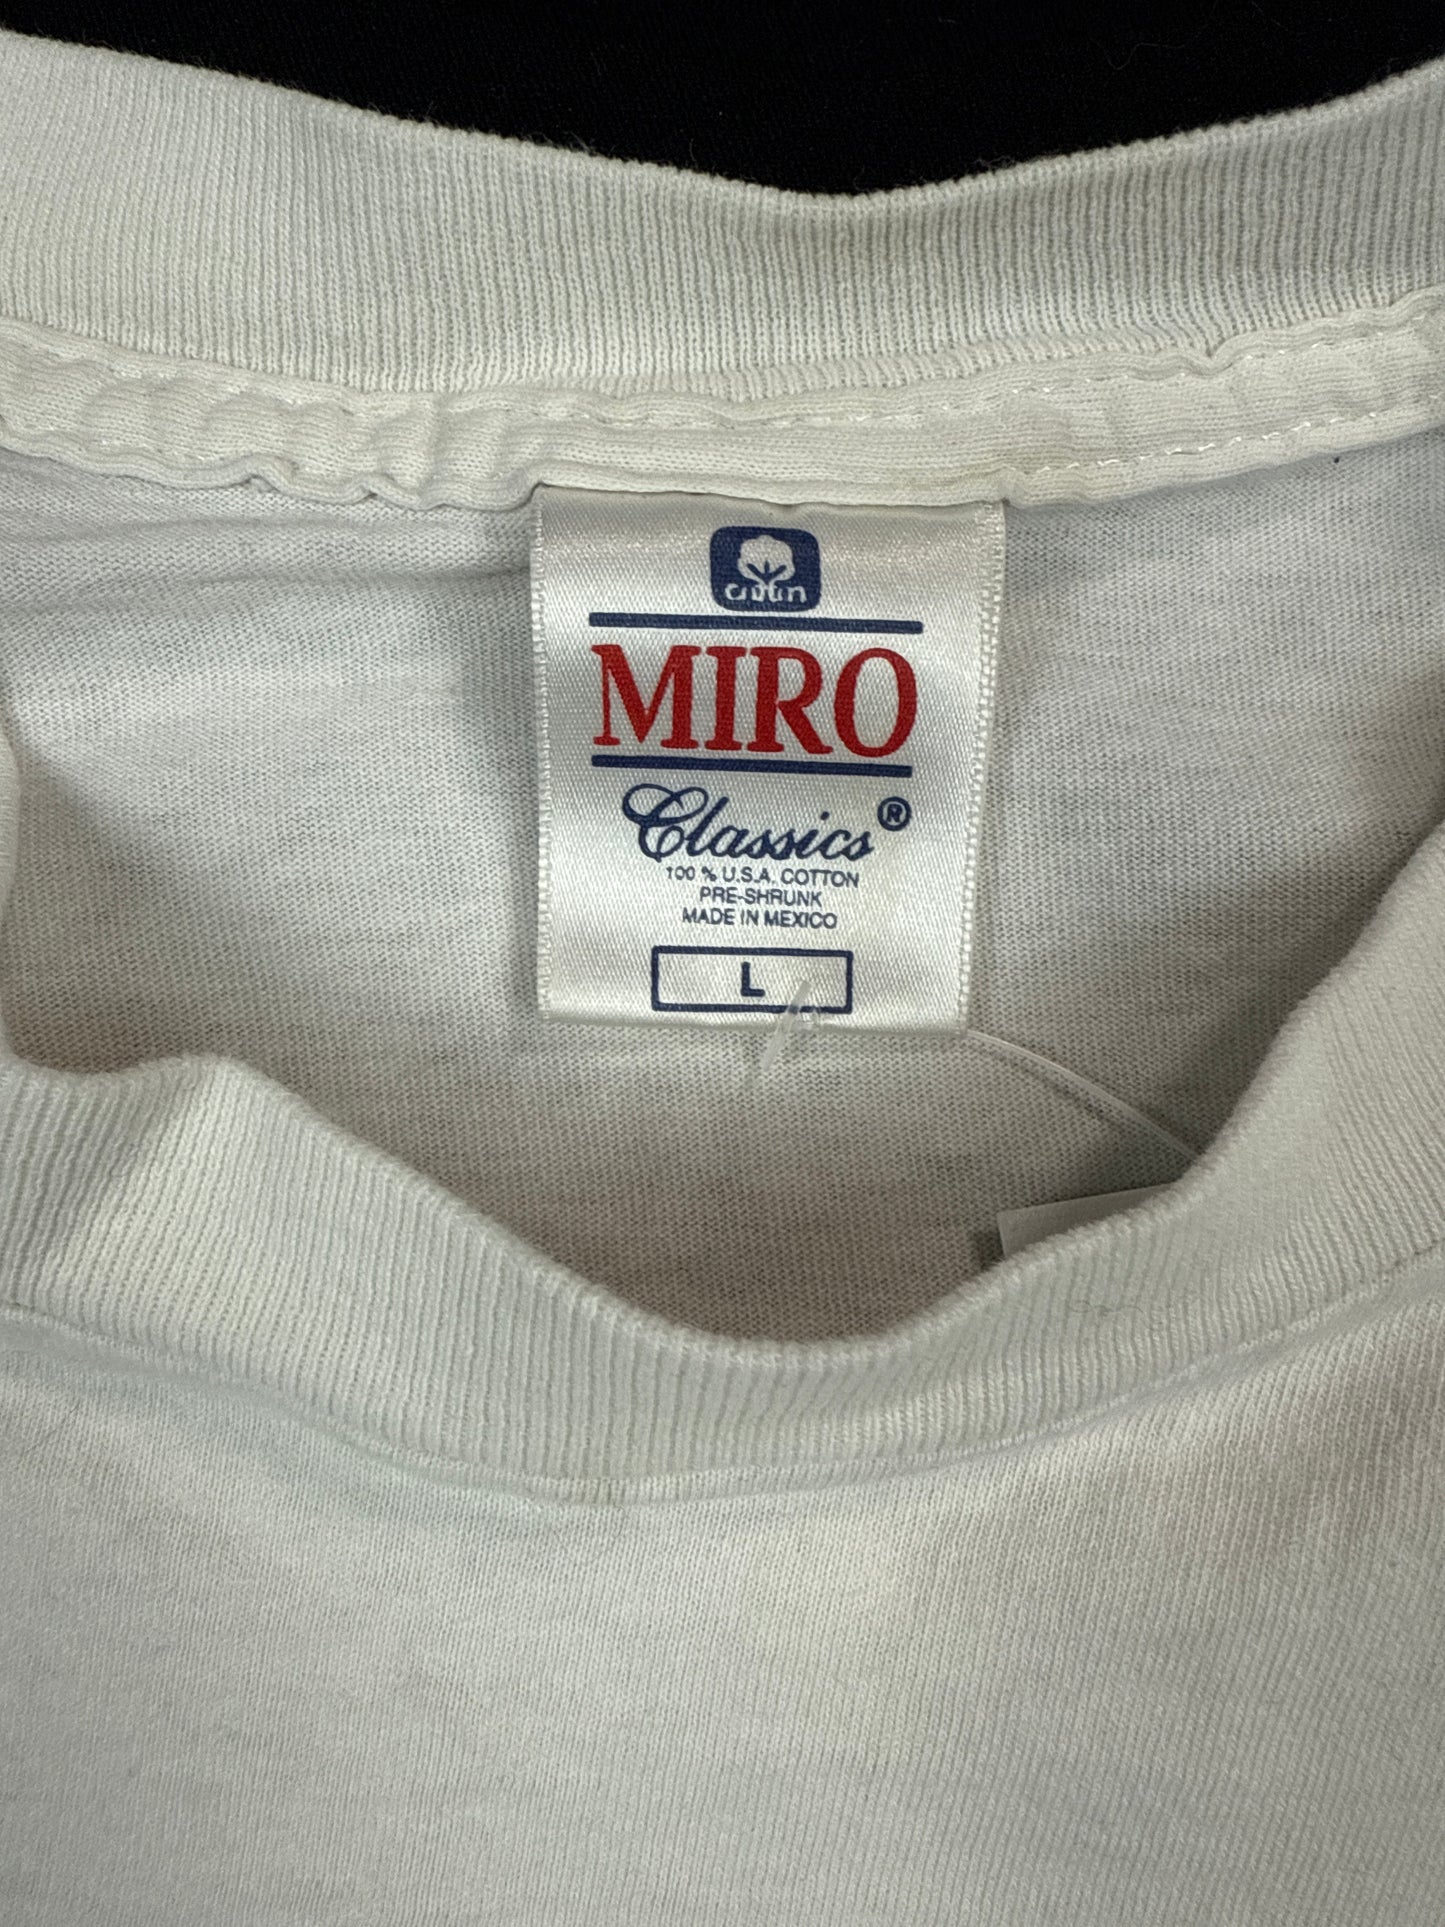 cotton
MIRO
Classics®
100 % U.S.A. COTTON
PRE-SHRUNK
MADE IN MEXICO
L